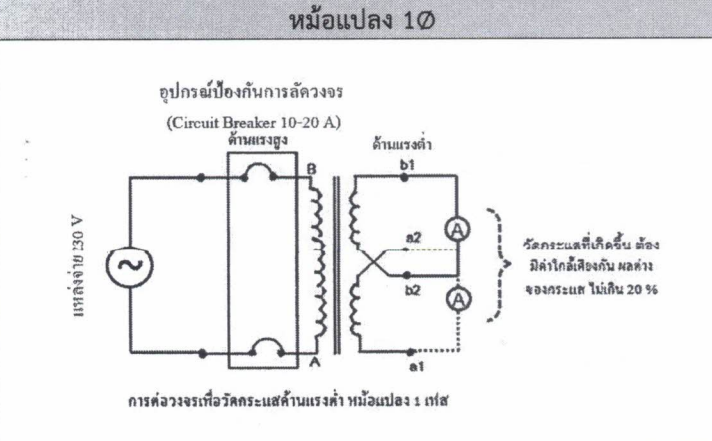 หม้อแปลง 1Ø
อุปกรณ์ป้องกันการลัดวงจร
(Circuit Breaker 10-20 A)
ด้านแรงสูง
ด้านแรงต่ำ
B
b1
A
a2
b2
A
A
a1
แหล่งจ่าย 230 V
วัดกระแสที่เกิดขึ้น ต้อง
มีค่าใกล้เคียงกัน ผลต่าง
ของกระแส ไม่เกิน 20 %
การต่อวงจรเพื่อวัดกระแสด้านแรงต่ำ หม้อแปลง 1 เฟส